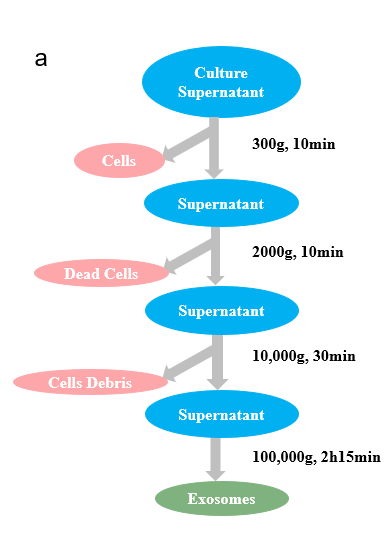 a
Culture
Supernatant
300g, 10min
Cells
Supernatant
2000g, 10min
Dead Cells
Supernatant
10,000g, 30min
Cells Debris
Supernatant
100,000g, 2h15min
Exosomes